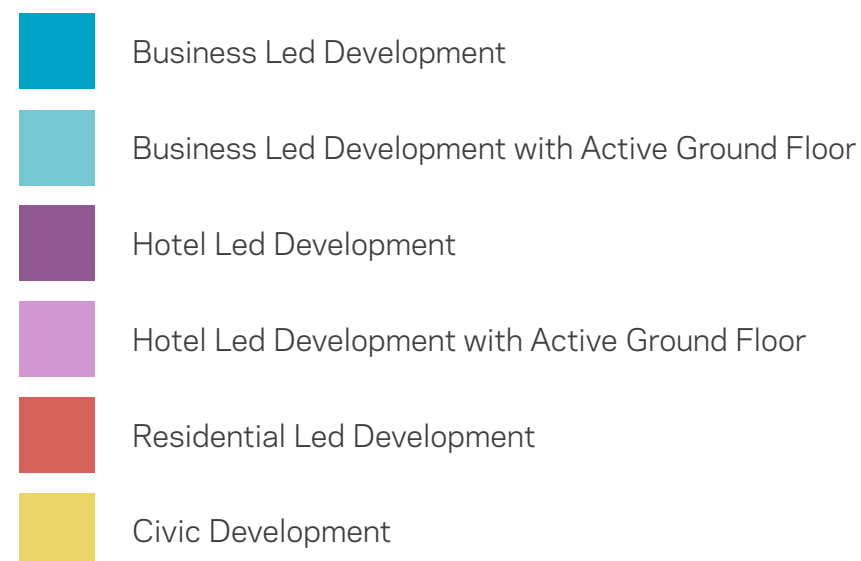 Business Led Development
Business Led Development with Active Ground Floor
Hotel Led Development
Hotel Led Development with Active Ground Floor
Residential Led Development
Civic Development